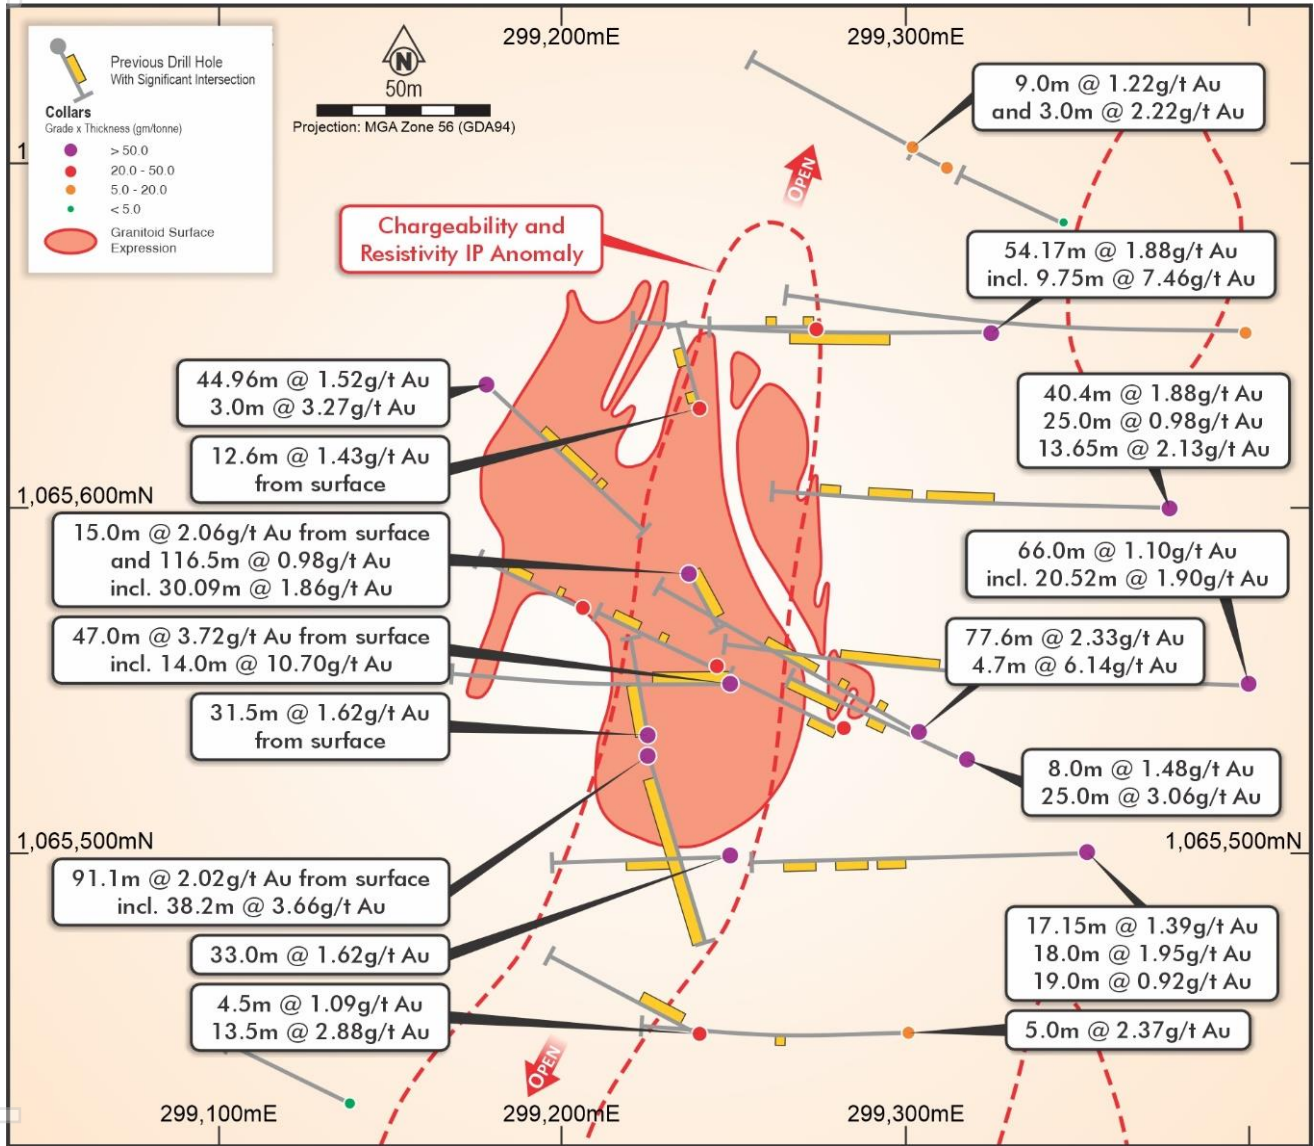 299,200mE
299,300mE
Previous Drill Hole
With Significant Intersection
Collars
Grade x Thickness (gm/tonne)
> 50.0
20.0 - 50.0
5.0 - 20.0
< 5.0
Granitoid Surface
Expression
N
50m
Projection: MGA Zone 56 (GDA94)
9.0m @ 1.22g/t Au
and 3.0m @ 2.22g/t Au
1
OPEN
Chargeability and
Resistivity IP Anomaly
54.17m @ 1.88g/t Au
incl. 9.75m @ 7.46g/t Au
44.96m @ 1.52g/t Au
3.0m @ 3.27g/t Au
40.4m @ 1.88g/t Au
25.0m @ 0.98g/t Au
13.65m @ 2.13g/t Au
12.6m @ 1.43g/t Au
from surface
1,065,600mN
15.0m @ 2.06g/t Au from surface
and 116.5m @ 0.98g/t Au
incl. 30.09m @ 1.86g/t Au
66.0m @ 1.10g/t Au
incl. 20.52m @ 1.90g/t Au
47.0m @ 3.72g/t Au from surface
incl. 14.0m @ 10.70g/t Au
77.6m @ 2.33g/t Au
4.7m @ 6.14g/t Au
31.5m @ 1.62g/t Au
from surface
8.0m @ 1.48g/t Au
25.0m @ 3.06g/t Au
1,065,500mN
1,065,500mN
91.1m @ 2.02g/t Au from surface
incl. 38.2m @ 3.66g/t Au
17.15m @ 1.39g/t Au
18.0m @ 1.95g/t Au
19.0m @ 0.92g/t Au
33.0m @ 1.62g/t Au
4.5m @ 1.09g/t Au
13.5m @ 2.88g/t Au
5.0m @ 2.37g/t Au
OPEN
299,100mE
299,200mE
299,300mE